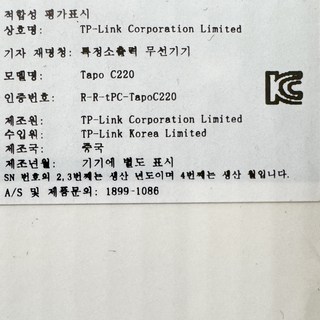 적합성 평가표시
상호명: TP-Link Corporation Limited
기자재명칭: 특정소출력 무선기기
모델명: Tapo C220
인증번호: R-R-tPC-TapoC220
제조원: TP-Link Corporation Limited
수입원: TP-Link Korea Limited
제조국: 중국
제조년월: 기기에 별도 표시
SN 번호의 2,3번째는 생산 년도이며 4번째는 생산 월입니다.
A/S 및 제품문의: 1899-1086